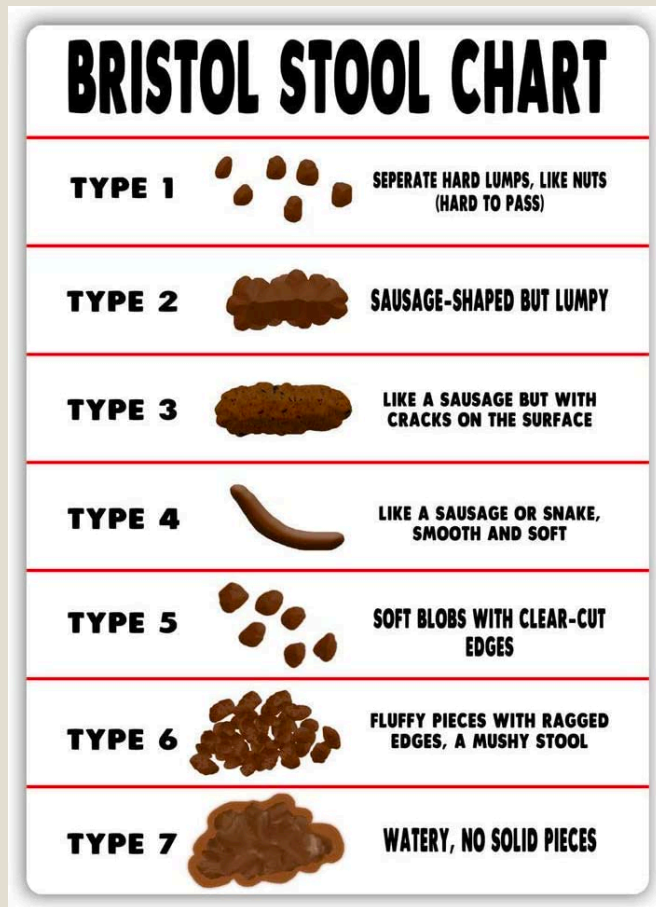 BRISTOL STOOL CHART
TYPE 1
SEPERATE HARD LUMPS, LIKE NUTS
(HARD TO PASS)
TYPE 2
SAUSAGE-SHAPED BUT LUMPY
TYPE 3
LIKE A SAUSAGE BUT WITH
CRACKS ON THE SURFACE
TYPE 4
LIKE A SAUSAGE OR SNAKE,
SMOOTH AND SOFT
TYPE 5
SOFT BLOBS WITH CLEAR-CUT
EDGES
TYPE 6
FLUFFY PIECES WITH RAGGED
EDGES, A MUSHY STOOL
TYPE 7
WATERY, NO SOLID PIECES